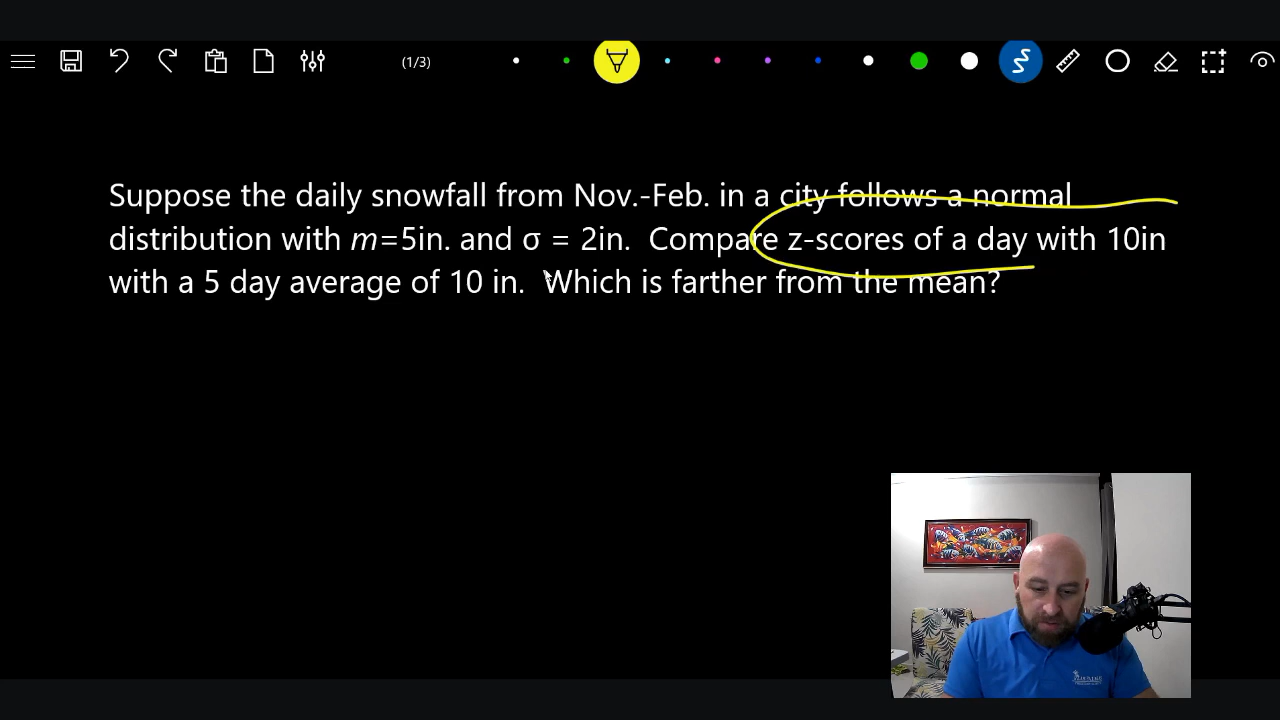 (1/3)
Suppose the daily snowfall from Nov.-Feb. in a city follows a normal
distribution with m=5in. and σ = 2in.  Compare z-scores of a day with 10in
with a 5 day average of 10 in.  Which is farther from the mean?